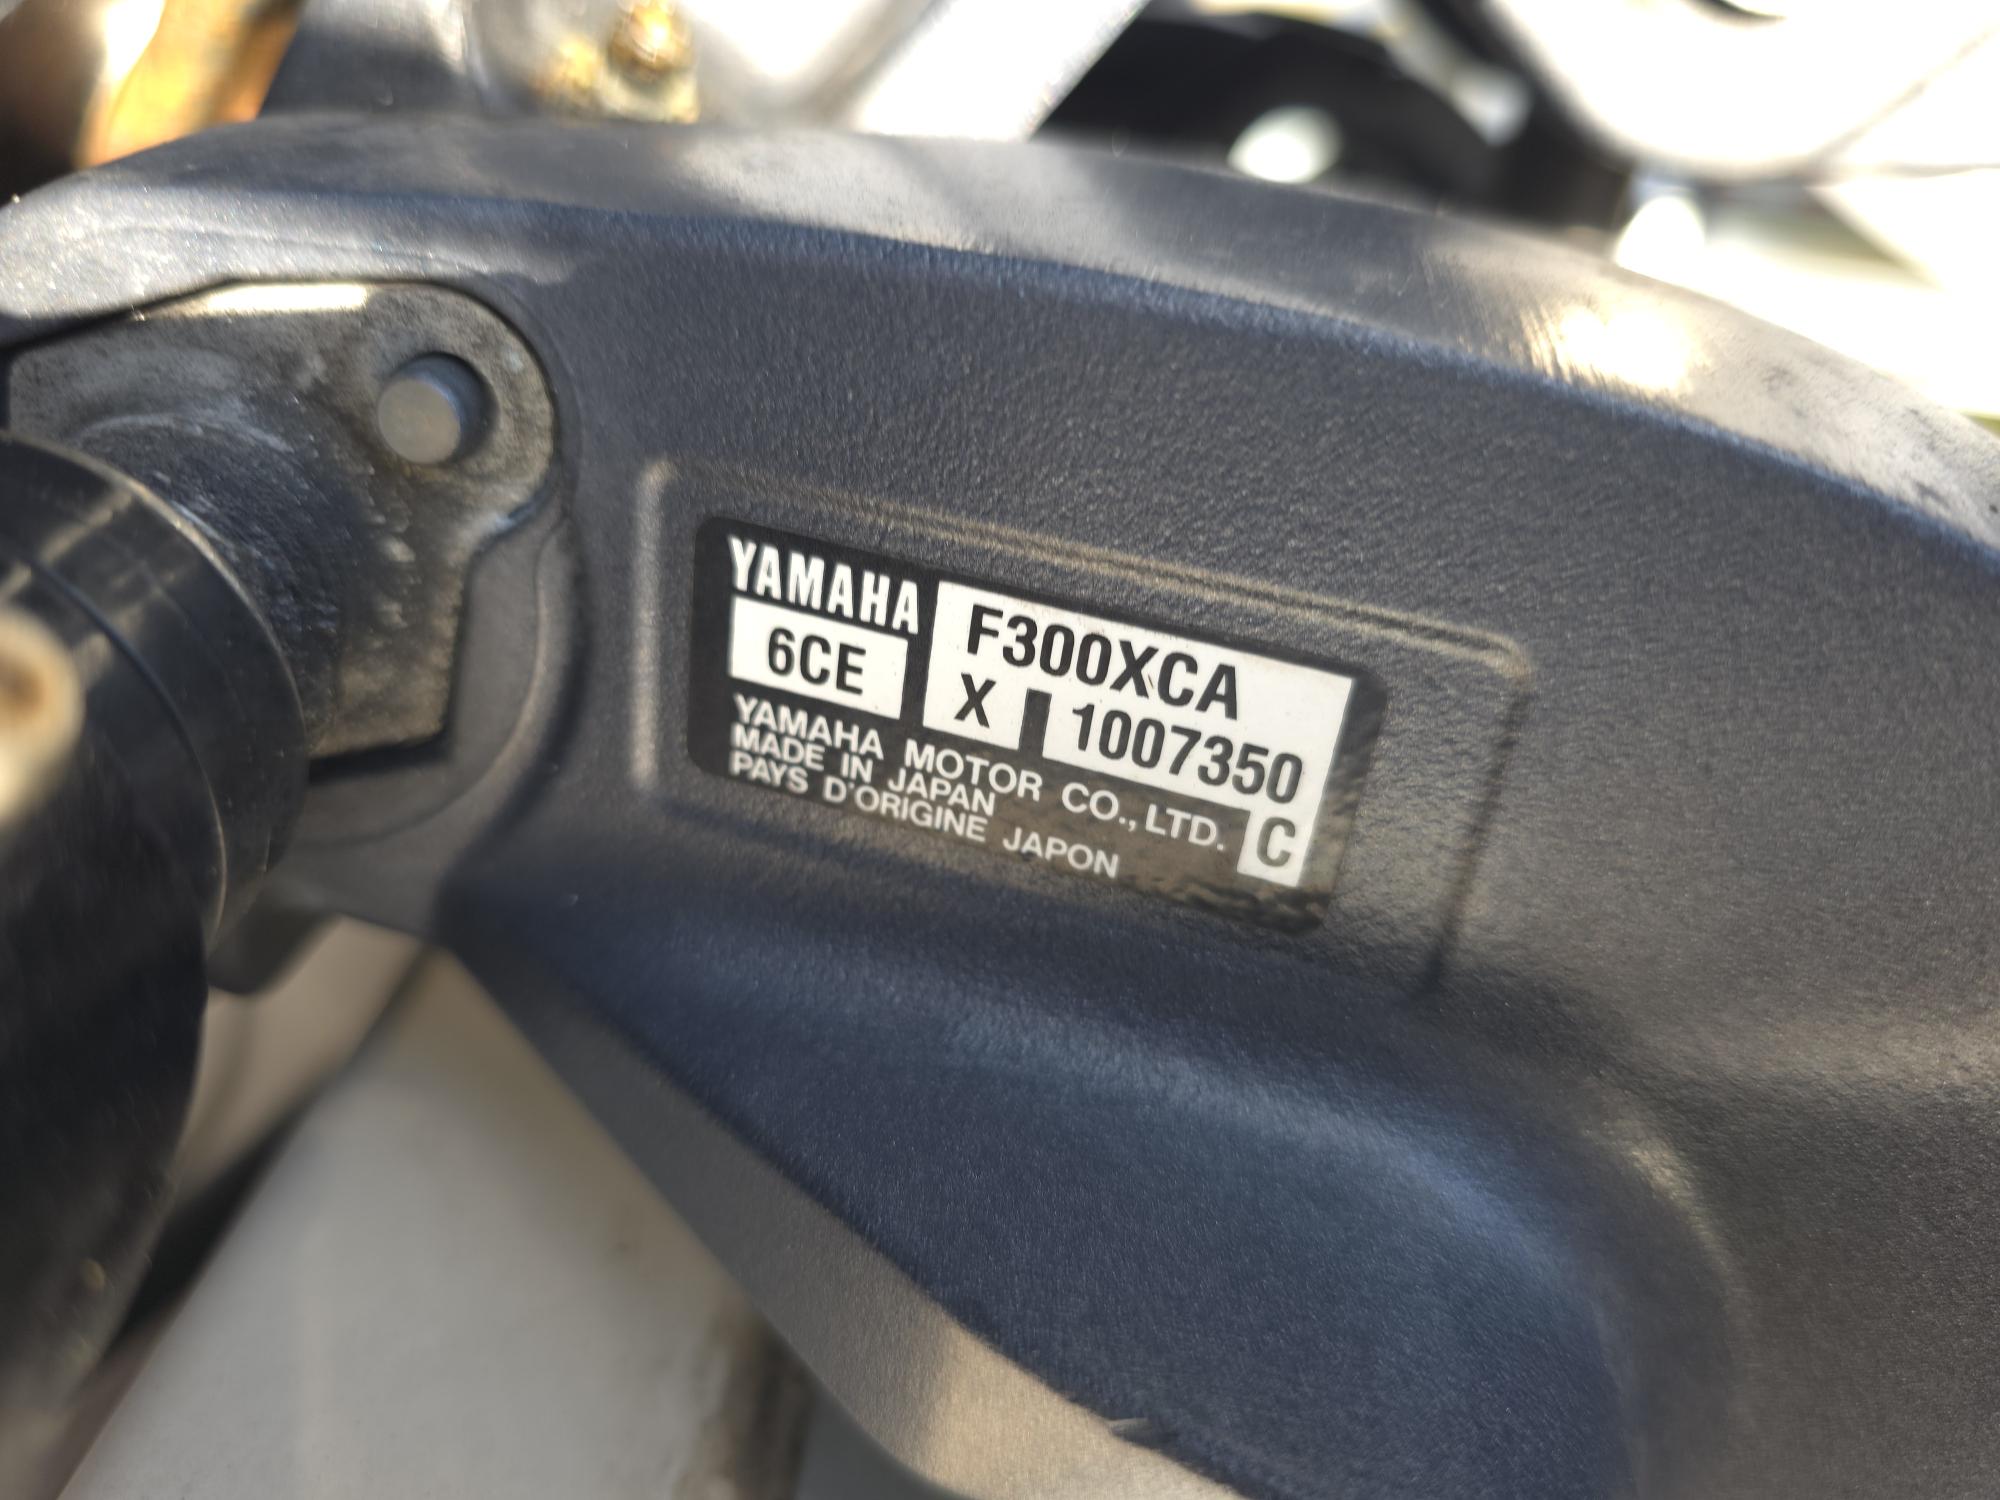 YAMAHA
F300XCA
6CE
X 1007350
YAMAHA MOTOR CO., LTD.
MADE IN JAPAN
C
PAYS D'ORIGINE JAPON